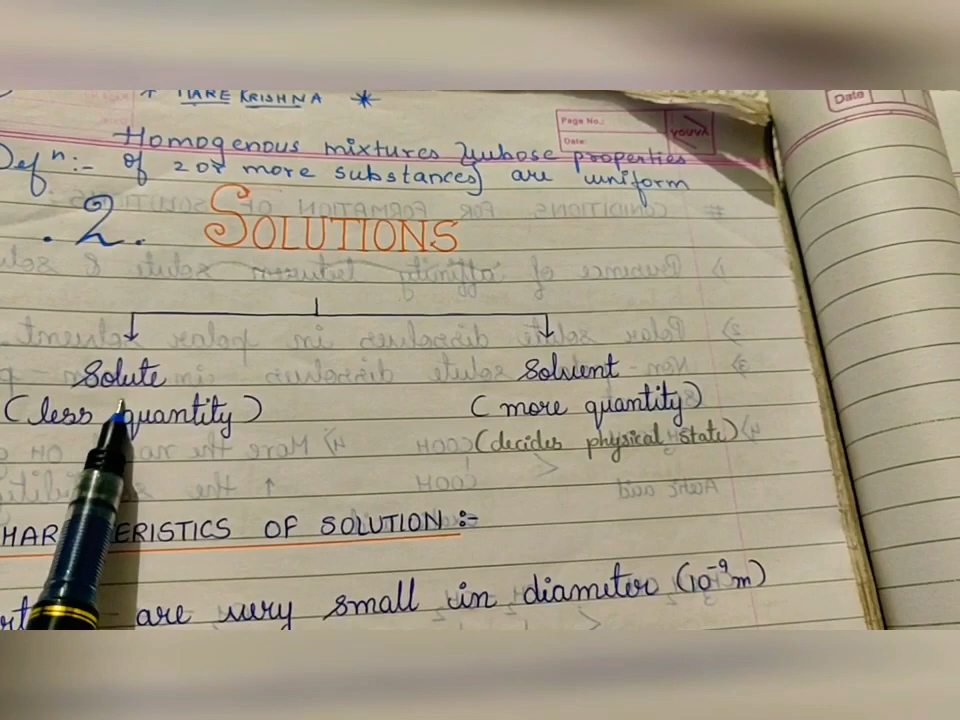 HARE KRISHNA *
Page No.:
Date:
YOUVA
Data
Homogenous mixtures whose properties
Defⁿ:- of 2 or more substances are uniform
2. SOLUTIONS
Solute
Solvent
(less quantity)
(more quantity)
(decides physical state)
HARACTERISTICS OF SOLUTION :-
are very small in diameter (10⁻⁹m)